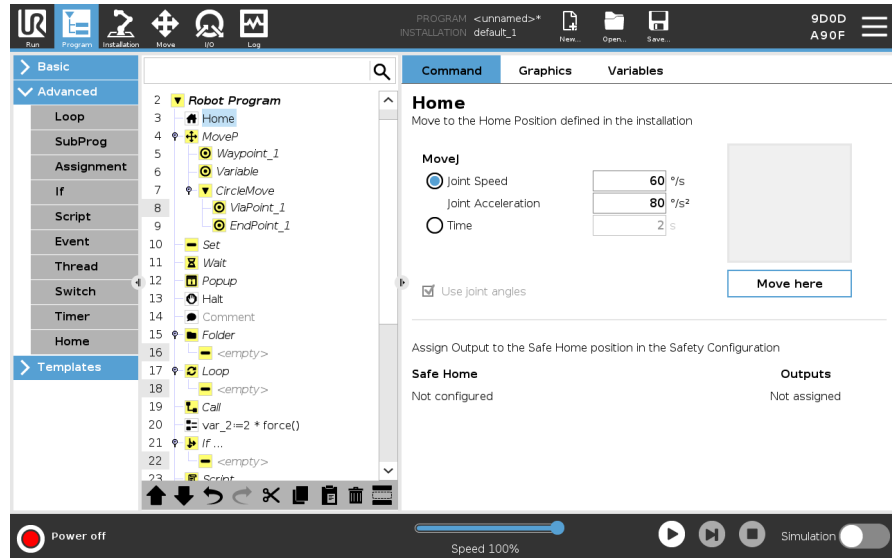 PROGRAM <unnamed>*
INSTALLATION default_1
9D0D
A90F
Run Program Installation Move I/O Log New... Open... Save...
Basic
Advanced
Loop
SubProg
Assignment
If
Script
Event
Thread
Switch
Timer
Home
Templates
2 Robot Program
3 Home
4 MoveP
5 Waypoint_1
6 Variable
7 CircleMove
8 ViaPoint_1
9 EndPoint_1
10 Set
11 Wait
12 Popup
13 Halt
14 Comment
15 Folder
16 <empty>
17 Loop
18 <empty>
19 Call
20 var_2:=2 * force()
21 If ...
22 <empty>
23 Script
Command Graphics Variables
Home
Move to the Home Position defined in the installation
MoveJ
Joint Speed 60 °/s
Joint Acceleration 80 °/s²
Time 2 s
Use joint angles
Move here
Assign Output to the Safe Home position in the Safety Configuration
Safe Home Outputs
Not configured Not assigned
Power off
Speed 100%
Simulation